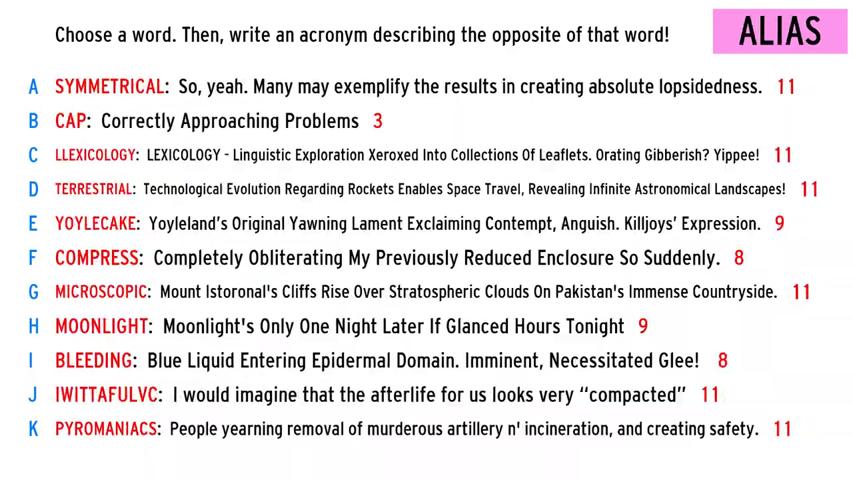 Choose a word. Then, write an acronym describing the opposite of that word!
ALIAS
A SYMMETRICAL: So, yeah. Many may exemplify the results in creating absolute lopsidedness. 11
B CAP: Correctly Approaching Problems 3
C LLEXICOLOGY: LEXICOLOGY - Linguistic Exploration Xeroxed Into Collections Of Leaflets. Orating Gibberish? Yippee! 11
D TERRESTRIAL: Technological Evolution Regarding Rockets Enables Space Travel, Revealing Infinite Astronomical Landscapes! 11
E YOYLECAKE: Yoyleland's Original Yawning Lament Exclaiming Contempt, Anguish. Killjoys' Expression. 9
F COMPRESS: Completely Obliterating My Previously Reduced Enclosure So Suddenly. 8
G MICROSCOPIC: Mount Istoronal's Cliffs Rise Over Stratospheric Clouds On Pakistan's Immense Countryside. 11
H MOONLIGHT: Moonlight's Only One Night Later If Glanced Hours Tonight 9
I BLEEDING: Blue Liquid Entering Epidermal Domain. Imminent, Necessitated Glee! 8
J IWITTAFULVC: I would imagine that the afterlife for us looks very “compacted” 11
K PYROMANIACS: People yearning removal of murderous artillery n' incineration, and creating safety. 11